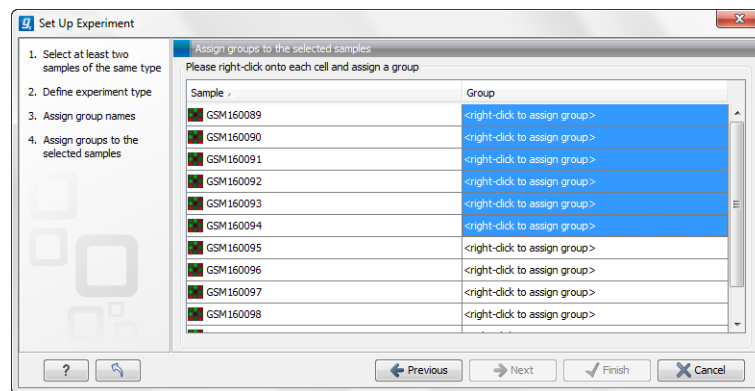 Set Up Experiment
1. Select at least two
samples of the same type
2. Define experiment type
3. Assign group names
4. Assign groups to the
selected samples
Assign groups to the selected samples
Please right-click onto each cell and assign a group
Sample Group
GSM160089 <right-click to assign group>
GSM160090 <right-click to assign group>
GSM160091 <right-click to assign group>
GSM160092 <right-click to assign group>
GSM160093 <right-click to assign group>
GSM160094 <right-click to assign group>
GSM160095 <right-click to assign group>
GSM160096 <right-click to assign group>
GSM160097 <right-click to assign group>
GSM160098 <right-click to assign group>
? Previous Next Finish Cancel